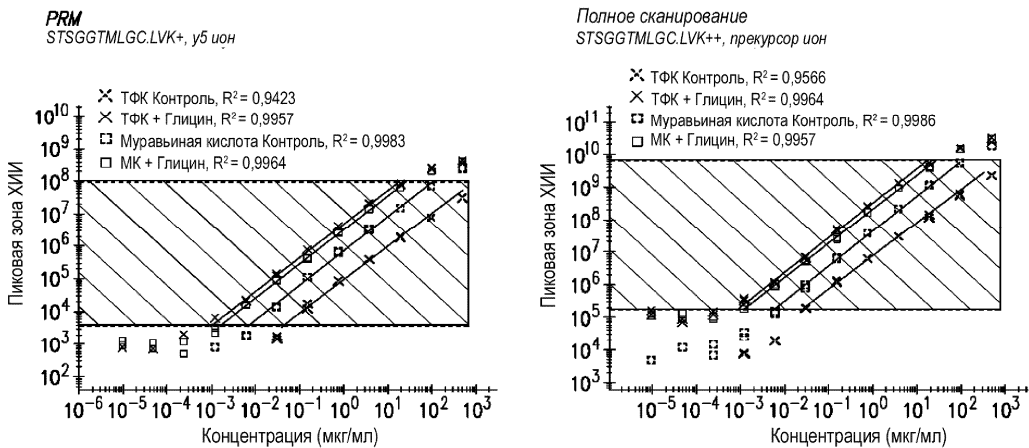 PRM
STSGGTMLGC.LVK+, y5 ион
ТФК Контроль, R² = 0,9423
ТФК + Глицин, R² = 0,9957
Муравьиная кислота Контроль, R² = 0,9983
МК + Глицин, R² = 0,9964
Пиковая зона ХИИ
10¹⁰
10⁹
10⁸
10⁷
10⁶
10⁵
10⁴
10³
10²
10⁻⁶ 10⁻⁵ 10⁻⁴ 10⁻³ 10⁻² 10⁻¹ 10⁰ 10¹ 10² 10³
Концентрация (мкг/мл)
Полное сканирование
STSGGTMLGC.LVK++, прекурсор ион
ТФК Контроль, R² = 0,9566
ТФК + Глицин, R² = 0,9964
Муравьиная кислота Контроль, R² = 0,9986
МК + Глицин, R² = 0,9957
Пиковая зона ХИИ
10¹¹
10¹⁰
10⁹
10⁸
10⁷
10⁶
10⁵
10⁴
10³
10⁻⁵ 10⁻⁴ 10⁻³ 10⁻² 10⁻¹ 10⁰ 10¹ 10² 10³
Концентрация (мкг/мл)